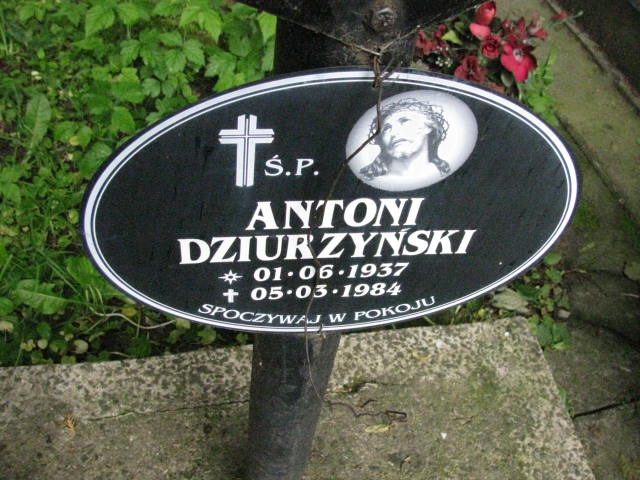 Ś.P.
ANTONI
DZIURZYŃSKI
01·06·1937
05·03·1984
SPOCZYWAJ W POKOJU